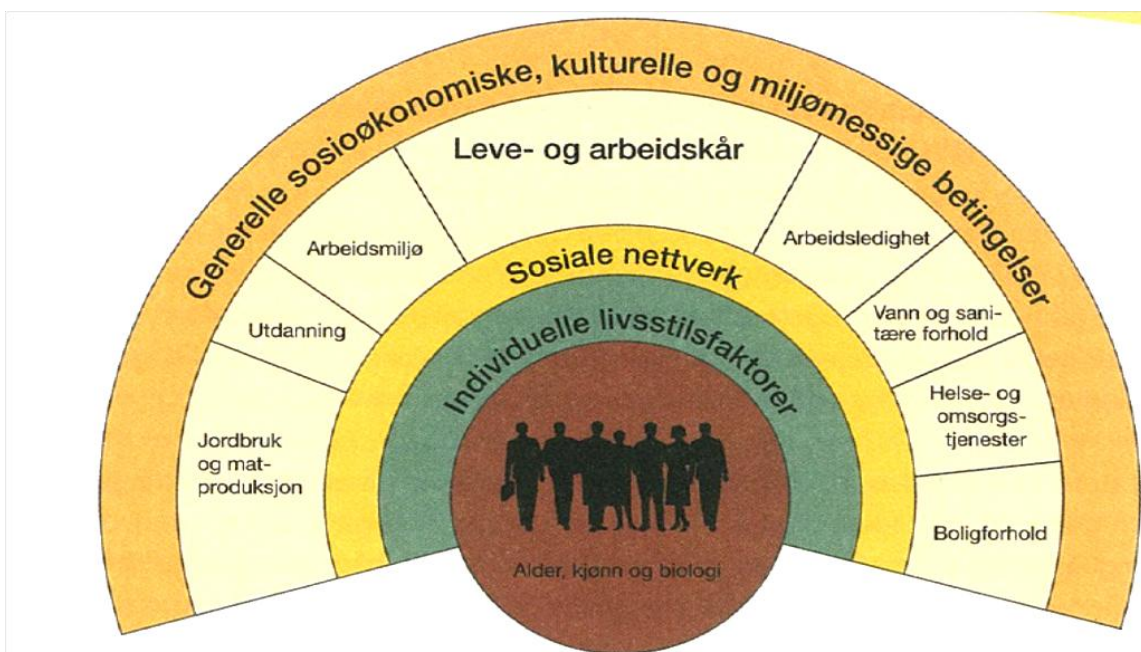 Generelle sosioøkonomiske, kulturelle og miljømessige betingelser
Leve- og arbeidskår
Arbeidsmiljø
Utdanning
Jordbruk
og mat-
produksjon
Arbeidsledighet
Vann og sani-
tære forhold
Helse- og
omsorgs-
tjenester
Boligforhold
Sosiale nettverk
Individuelle livsstilsfaktorer
Alder, kjønn og biologi